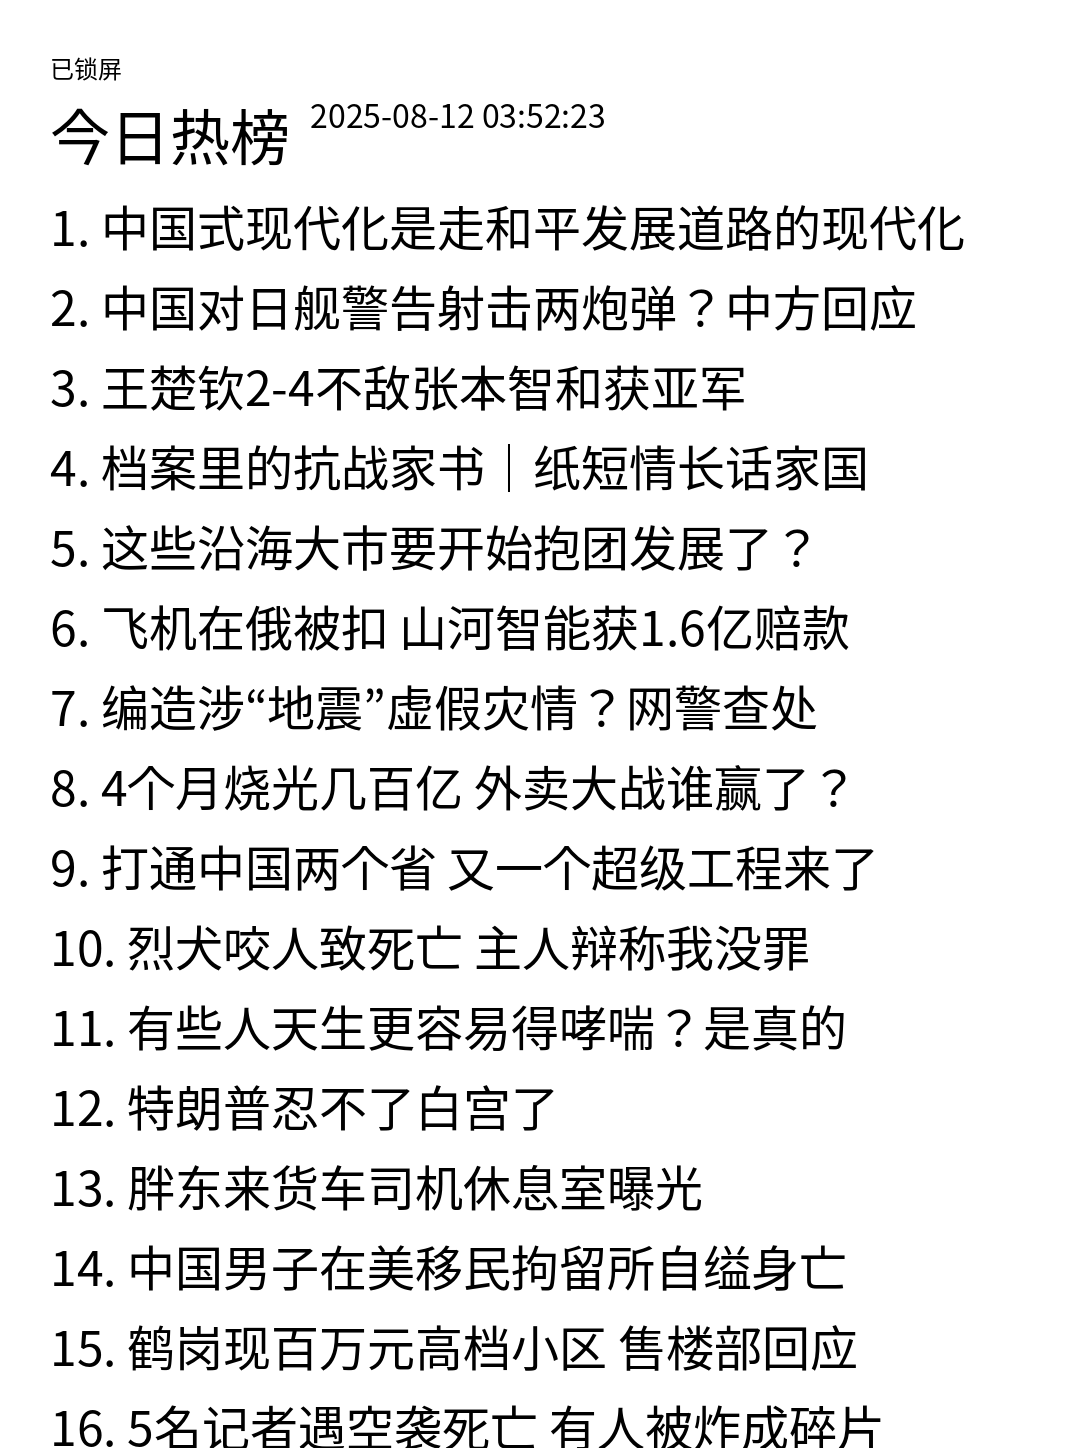 已锁屏
今日热榜 2025-08-12 03:52:23
1. 中国式现代化是走和平发展道路的现代化
2. 中国对日舰警告射击两炮弹？中方回应
3. 王楚钦2-4不敌张本智和获亚军
4. 档案里的抗战家书｜纸短情长话家国
5. 这些沿海大市要开始抱团发展了？
6. 飞机在俄被扣 山河智能获1.6亿赔款
7. 编造涉“地震”虚假灾情？网警查处
8. 4个月烧光几百亿 外卖大战谁赢了？
9. 打通中国两个省 又一个超级工程来了
10. 烈犬咬人致死亡 主人辩称我没罪
11. 有些人天生更容易得哮喘？是真的
12. 特朗普忍不了白宫了
13. 胖东来货车司机休息室曝光
14. 中国男子在美移民拘留所自缢身亡
15. 鹤岗现百万元高档小区 售楼部回应
16. 5名记者遇空袭死亡 有人被炸成碎片